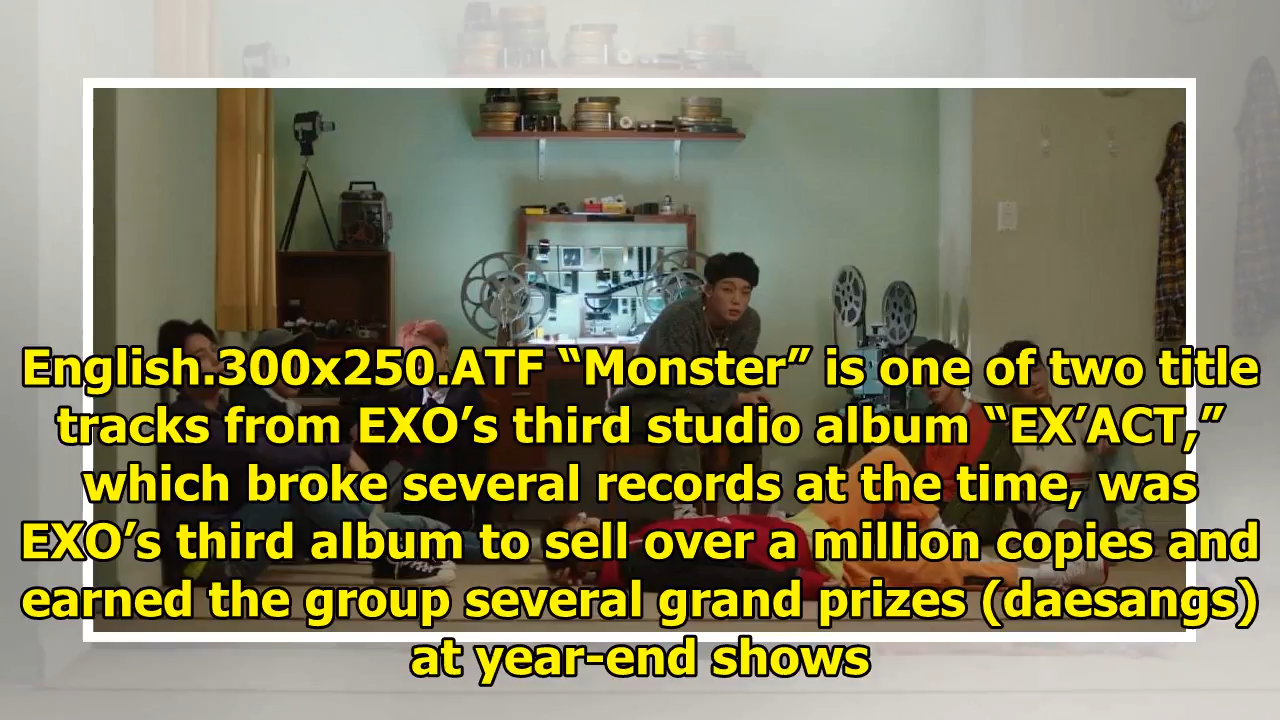 English.300x250.ATF “Monster” is one of two title
tracks from EXO’s third studio album “EX’ACT,”
which broke several records at the time, was
EXO’s third album to sell over a million copies and
earned the group several grand prizes (daesangs)
at year-end shows